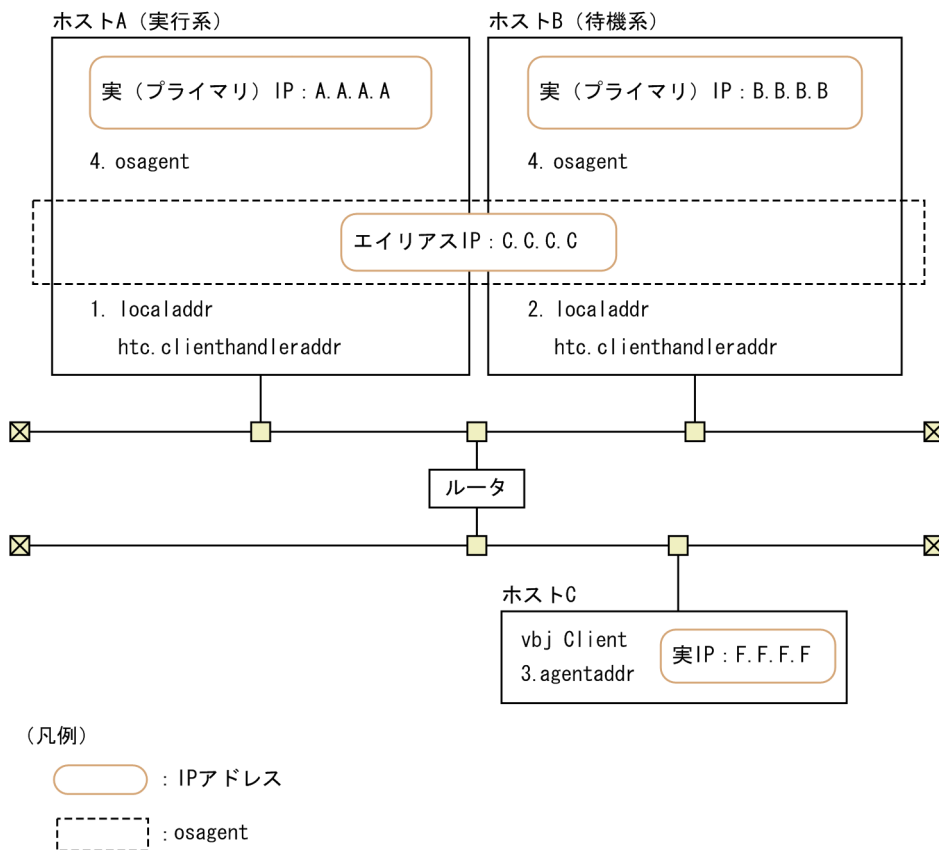 ホストA（実行系）
ホストB（待機系）
実（プライマリ）IP：A.A.A.A
実（プライマリ）IP：B.B.B.B
4. osagent
4. osagent
エイリアスIP：C.C.C.C
1. localaddr
htc.clienthandleraddr
2. localaddr
htc.clienthandleraddr
ルータ
ホストC
vbj Client
3.agentaddr
実IP：F.F.F.F
（凡例）
：IPアドレス
：osagent